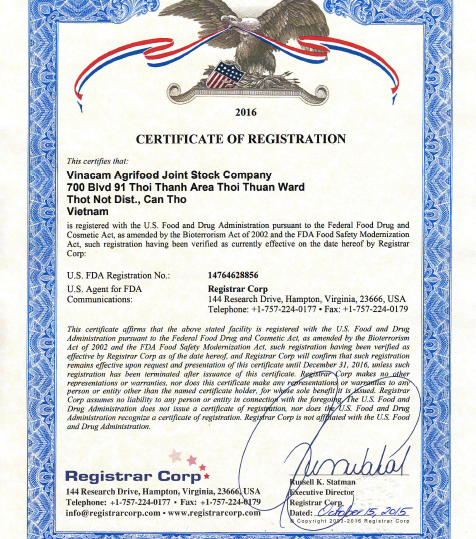 2016
CERTIFICATE OF REGISTRATION
This certifies that:
Vinacam Agrifood Joint Stock Company
700 Blvd 91 Thoi Thanh Area Thoi Thuan Ward
Thot Not Dist., Can Tho
Vietnam
is registered with the U.S. Food and Drug Administration pursuant to the Federal Food Drug and
Cosmetic Act, as amended by the Bioterrorism Act of 2002 and the FDA Food Safety Modernization
Act, such registration having been verified as currently effective on the date hereof by Registrar
Corp:
U.S. FDA Registration No.: 14764628856
U.S. Agent for FDA Registrar Corp
Communications: 144 Research Drive, Hampton, Virginia, 23666, USA
Telephone: +1-757-224-0177 • Fax: +1-757-224-0179
This certificate affirms that the above stated facility is registered with the U.S. Food and Drug
Administration pursuant to the Federal Food Drug and Cosmetic Act, as amended by the Bioterrorism
Act of 2002 and the FDA Food Safety Modernization Act, such registration having been verified as
effective by Registrar Corp as of the date hereof, and Registrar Corp will confirm that such registration
remains effective upon request and presentation of this certificate until December 31, 2016, unless such
registration has been terminated after issuance of this certificate. Registrar Corp makes no other
representations or warranties, nor does this certificate make any representations or warranties to any
person or entity other than the named certificate holder, for whose sole benefit it is issued. Registrar
Corp assumes no liability to any person or entity in connection with the foregoing. The U.S. Food and
Drug Administration does not issue a certificate of registration, nor does the U.S. Food and Drug
Administration recognize a certificate of registration. Registrar Corp is not affiliated with the U.S. Food
and Drug Administration.
Registrar Corp
144 Research Drive, Hampton, Virginia, 23666, USA
Telephone: +1-757-224-0177 • Fax: +1-757-224-0179
info@registrarcorp.com • www.registrarcorp.com
Russell K. Statman
Executive Director
Registrar Corp
Dated: October 15, 2015
© Copyright 2003-2016 Registrar Corp